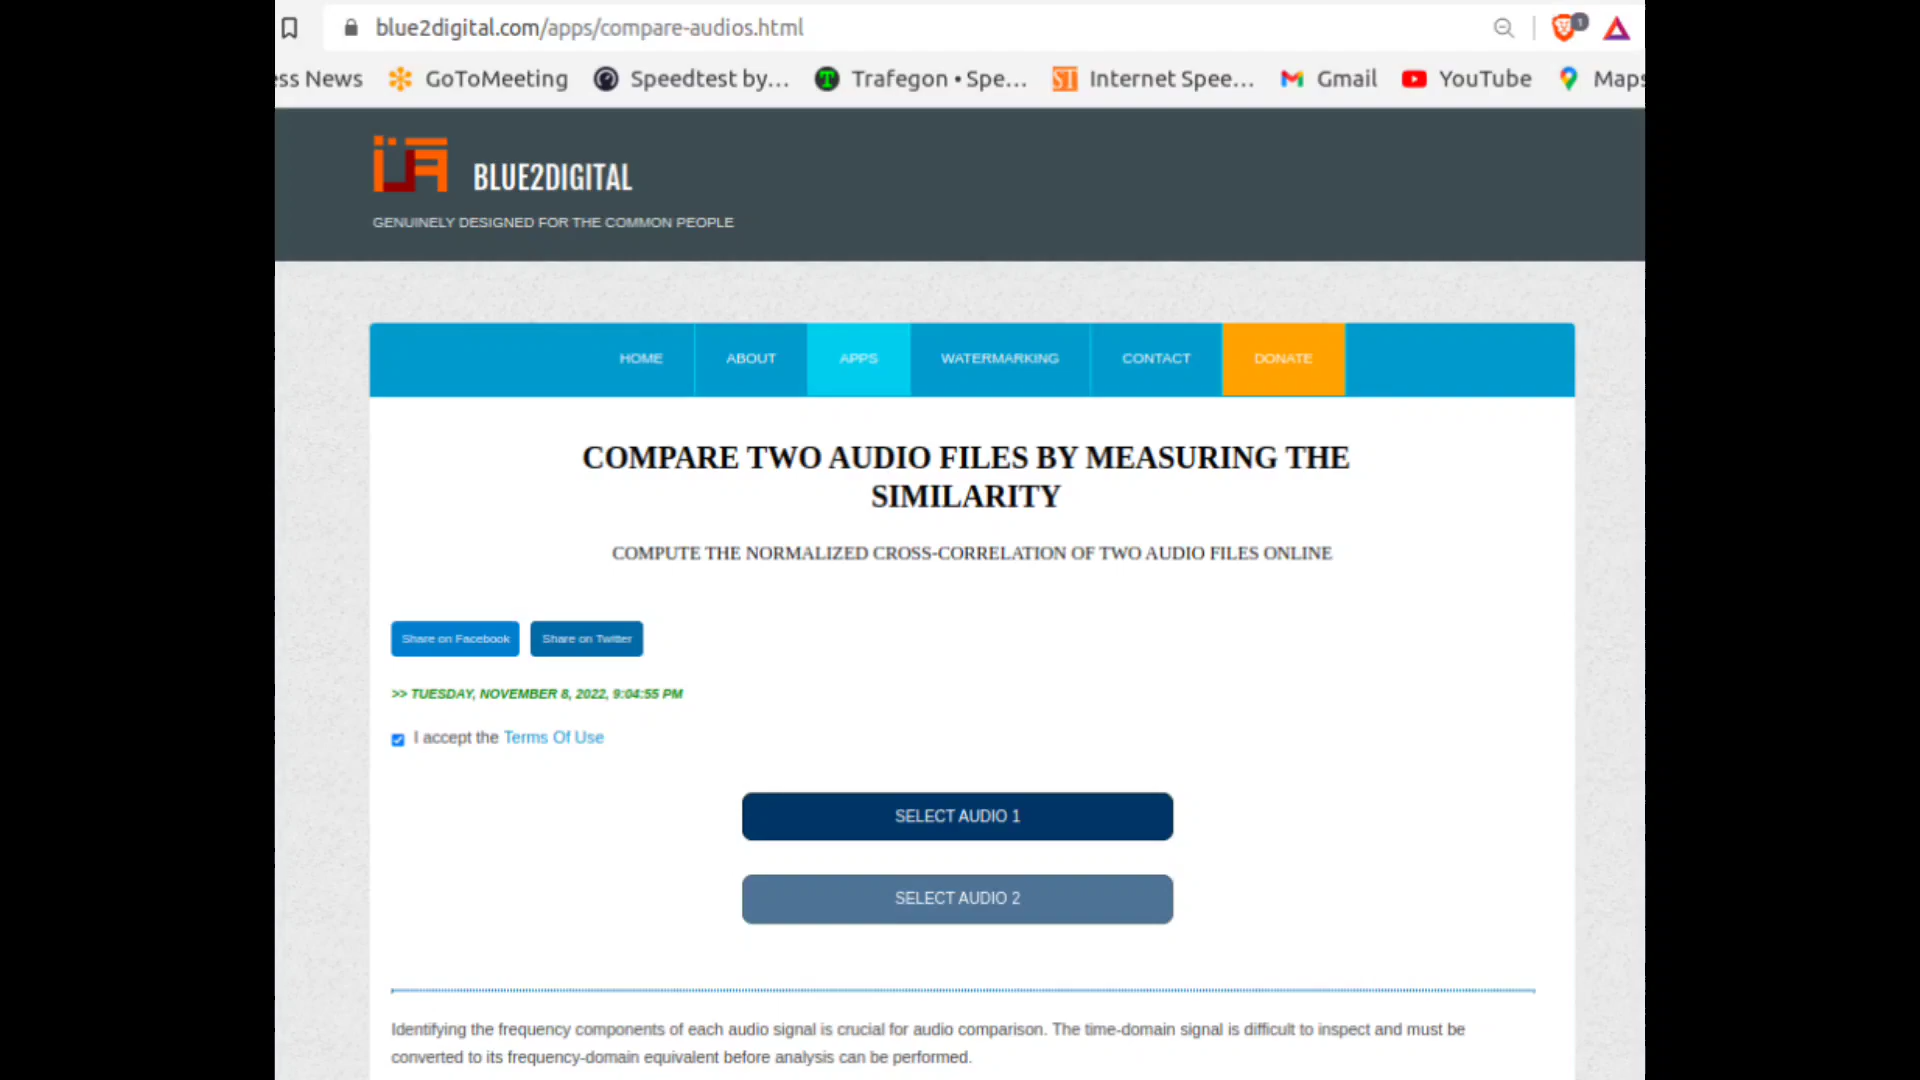 blue2digital.com/apps/compare-audios.html
1
ess News GoToMeeting Speedtest by... Trafegon • Spe... Internet Spee... Gmail YouTube Maps
BLUE2DIGITAL
GENUINELY DESIGNED FOR THE COMMON PEOPLE
HOME ABOUT APPS WATERMARKING CONTACT DONATE
COMPARE TWO AUDIO FILES BY MEASURING THE
SIMILARITY
COMPUTE THE NORMALIZED CROSS-CORRELATION OF TWO AUDIO FILES ONLINE
Share on Facebook Share on Twitter
>> TUESDAY, NOVEMBER 8, 2022, 9:04:55 PM
I accept the Terms Of Use
SELECT AUDIO 1
SELECT AUDIO 2
Identifying the frequency components of each audio signal is crucial for audio comparison. The time-domain signal is difficult to inspect and must be
converted to its frequency-domain equivalent before analysis can be performed.